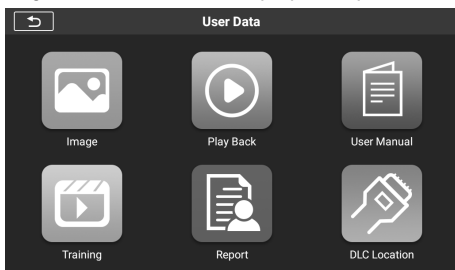 User Data
Image
Play Back
User Manual
Training
Report
DLC Location